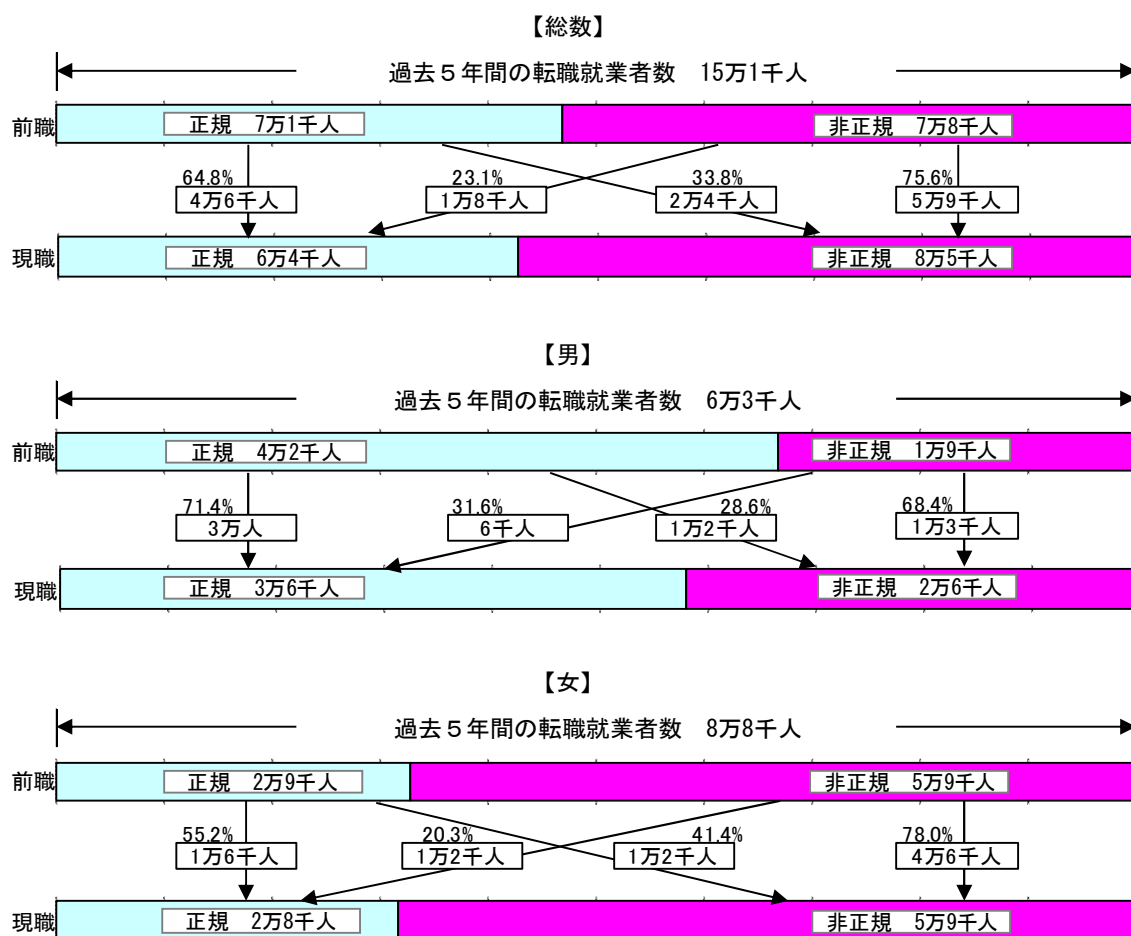 【総数】
過去５年間の転職就業者数　15万1千人
前職 正規　7万1千人 非正規　7万8千人
64.8% 23.1% 33.8% 75.6%
4万6千人 1万8千人 2万4千人 5万9千人
現職 正規　6万4千人 非正規　8万5千人
【男】
過去５年間の転職就業者数　6万3千人
前職 正規　4万2千人 非正規　1万9千人
71.4% 31.6% 28.6% 68.4%
3万人 6千人 1万2千人 1万3千人
現職 正規　3万6千人 非正規　2万6千人
【女】
過去５年間の転職就業者数　8万8千人
前職 正規　2万9千人 非正規　5万9千人
55.2% 20.3% 41.4% 78.0%
1万6千人 1万2千人 1万2千人 4万6千人
現職 正規　2万8千人 非正規　5万9千人